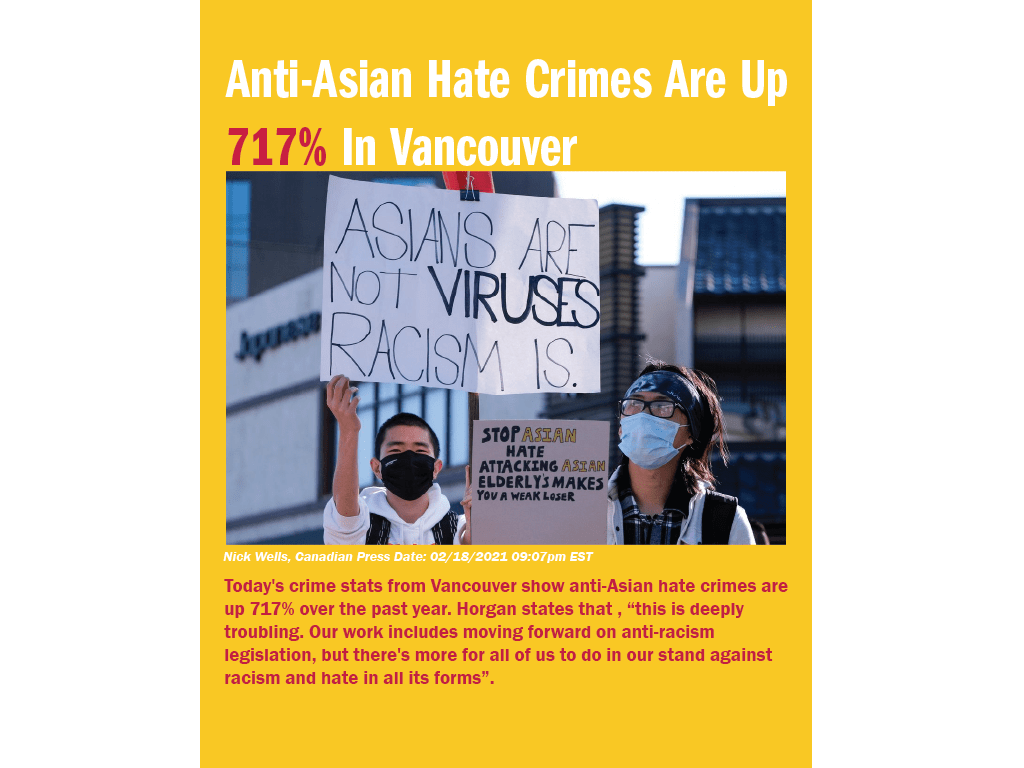 Anti-Asian Hate Crimes Are Up
717% In Vancouver
ASIANS ARE
NOT VIRUSES
RACISM IS.
Japanese
STOP ASIAN
HATE
ATTACKING ASIAN
ELDERLY'S MAKES
YOU A WEAK LOSER
Nick Wells, Canadian Press Date: 02/18/2021 09:07pm EST
Today's crime stats from Vancouver show anti-Asian hate crimes are
up 717% over the past year. Horgan states that , “this is deeply
troubling. Our work includes moving forward on anti-racism
legislation, but there's more for all of us to do in our stand against
racism and hate in all its forms”.